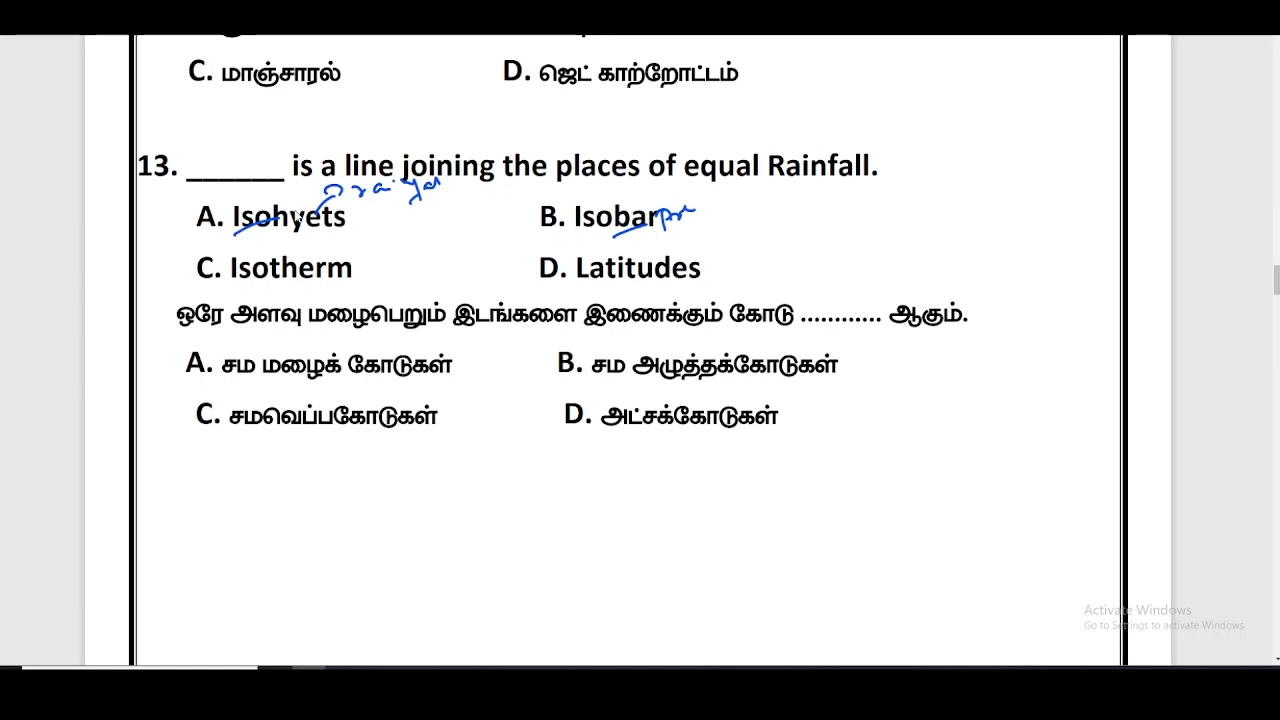 C. மாஞ்சாரல் D. ஜெட் காற்றோட்டம்
13. ______ is a line joining the places of equal Rainfall.
A. Isohyets B. Isobar
C. Isotherm D. Latitudes
ஒரே அளவு மழைபெறும் இடங்களை இணைக்கும் கோடு ............ ஆகும்.
A. சம மழைக் கோடுகள் B. சம அழுத்தக்கோடுகள்
C. சமவெப்பகோடுகள் D. அட்சக்கோடுகள்
Activate Windows
Go to Settings to activate Windows.